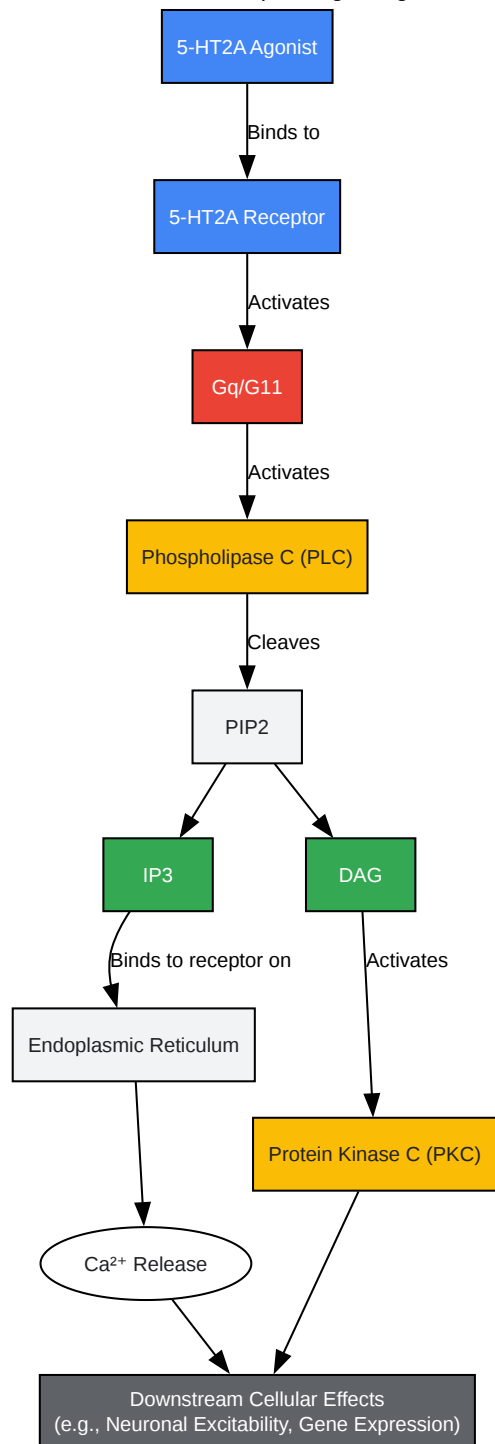 5-HT2A Agonist
Binds to
5-HT2A Receptor
Activates
Gq/G11
Activates
Phospholipase C (PLC)
Cleaves
PIP2
IP3
DAG
Binds to receptor on
Activates
Endoplasmic Reticulum
Protein Kinase C (PKC)
Ca²⁺ Release
Downstream Cellular Effects
(e.g., Neuronal Excitability, Gene Expression)